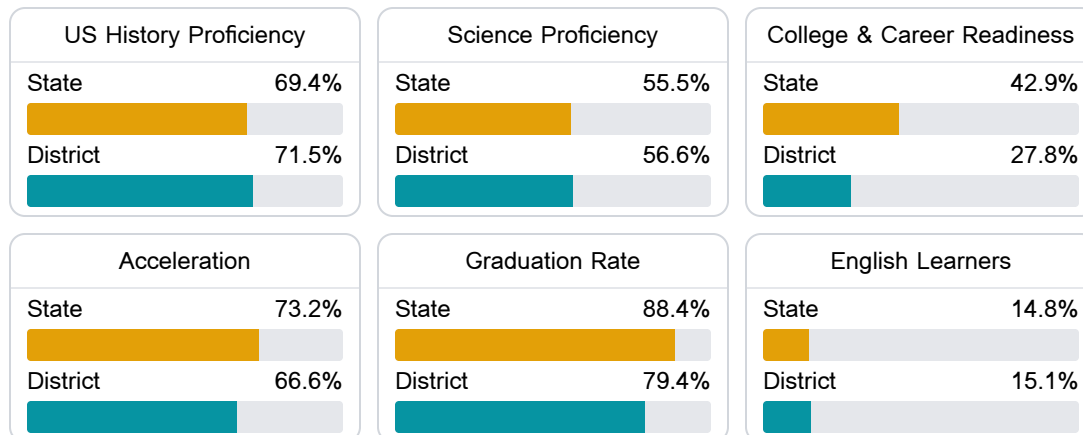 US History Proficiency
State 69.4%
District 71.5%
Science Proficiency
State 55.5%
District 56.6%
College & Career Readiness
State 42.9%
District 27.8%
Acceleration
State 73.2%
District 66.6%
Graduation Rate
State 88.4%
District 79.4%
English Learners
State 14.8%
District 15.1%